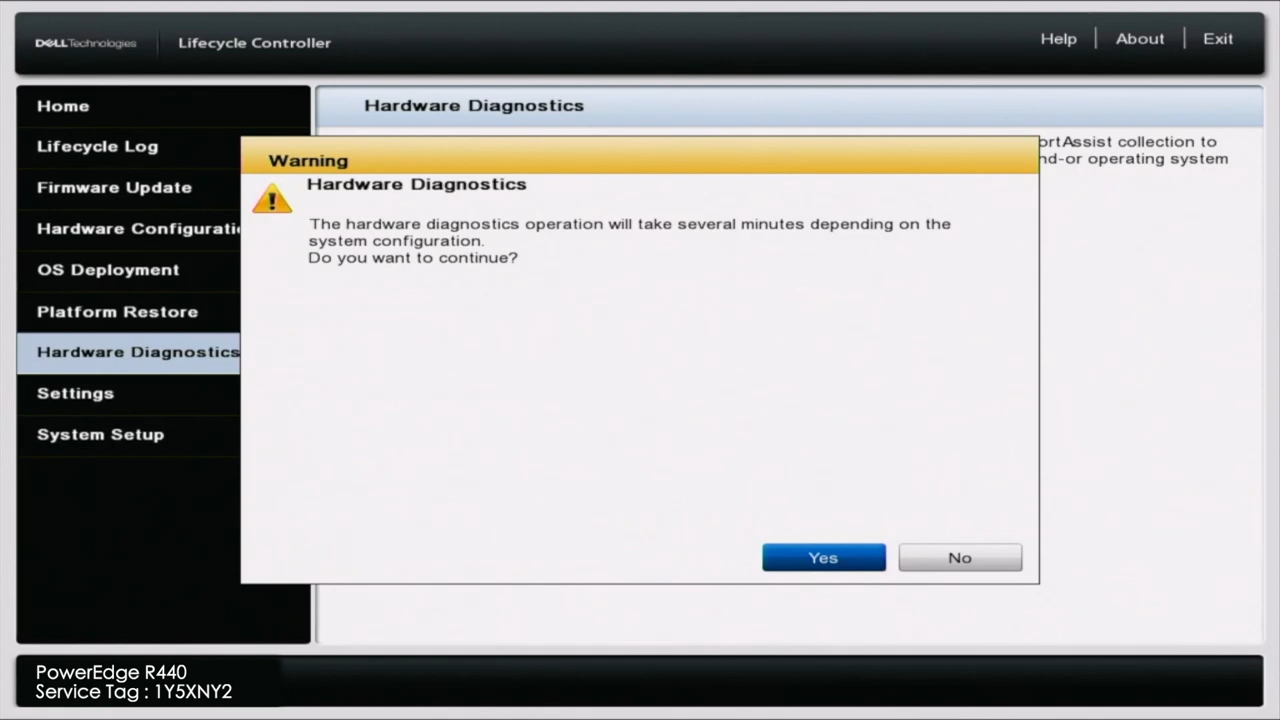 DELLTechnologies
Lifecycle Controller
Help
About
Exit
Home
Lifecycle Log
Firmware Update
Hardware Configurati
OS Deployment
Platform Restore
Hardware Diagnostics
Settings
System Setup
Hardware Diagnostics
ortAssist collection to
nd-or operating system
Warning
Hardware Diagnostics
The hardware diagnostics operation will take several minutes depending on the
system configuration.
Do you want to continue?
Yes
No
PowerEdge R440
Service Tag : 1Y5XNY2